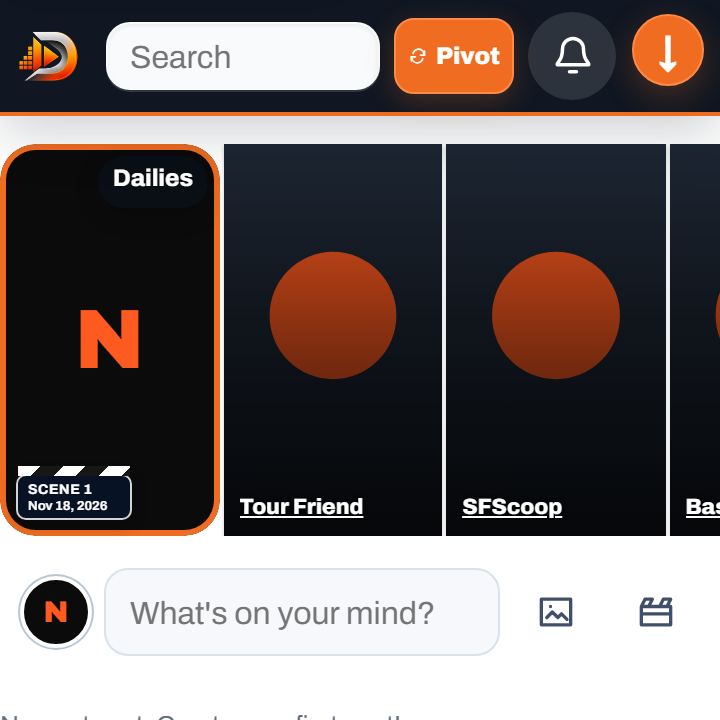 Search
Pivot
Dailies
N
SCENE 1
Nov 18, 2026
Tour Friend
SFScoop
N
What's on your mind?